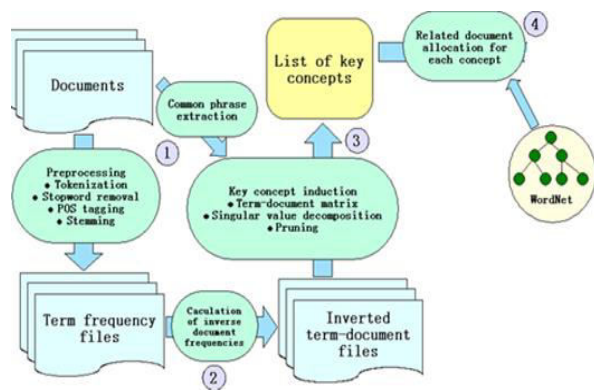 Documents
Common phrase
extraction
1
Preprocessing
◆ Tokenization
◆ Stopword removal
◆ POS tagging
◆ Stemming
Term frequency
files
Caculation
of inverse
document
frequencies
2
Inverted
term-document
files
Key concept induction
◆ Term-document matrix
◆ Singular value decomposition
◆ Pruning
3
List of key
concepts
Related document
allocation for
each concept
4
WordNet